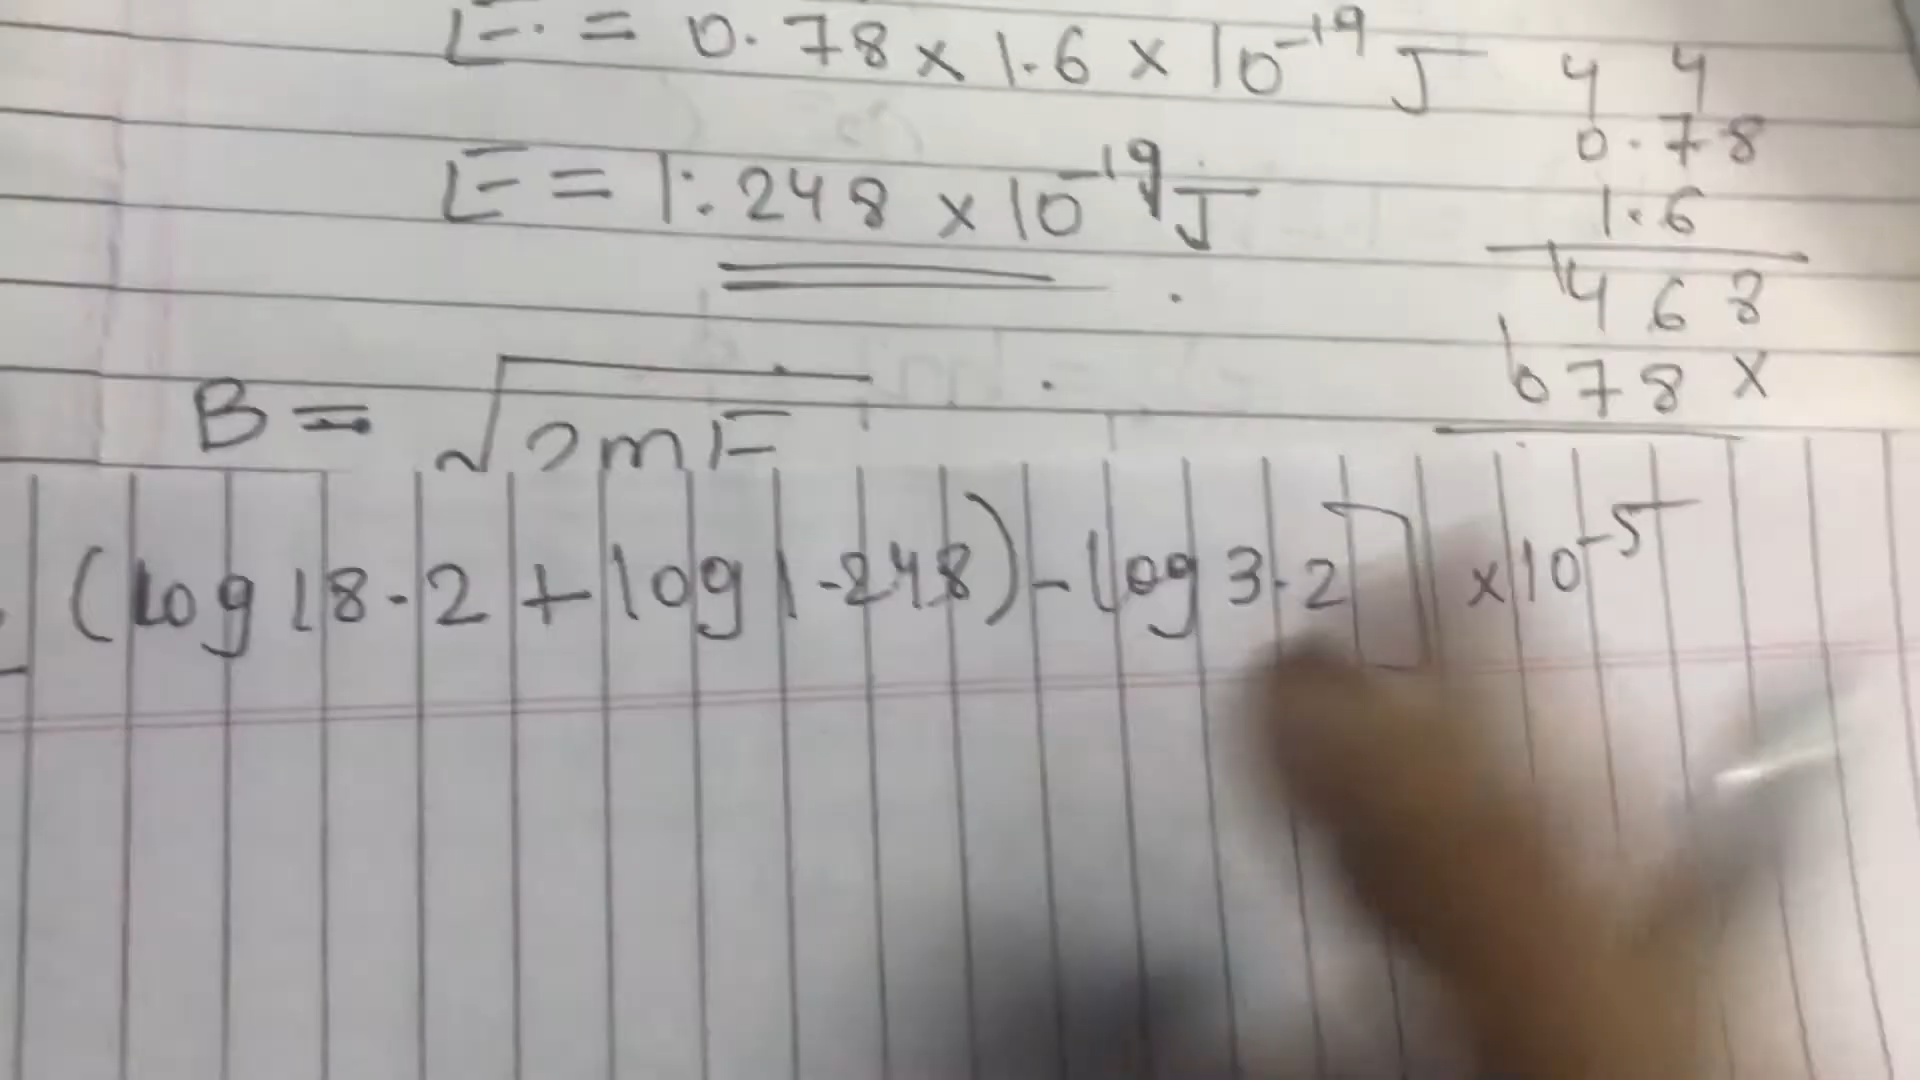 E = 0.78 × 1.6 × 10⁻¹⁹ J
E = 1.248 × 10⁻¹⁹ J
4 4
0.78
1.6
1468
078×
B = √2mE
(log 18.2 + log 1.248) - log 3.2] × 10⁻⁵